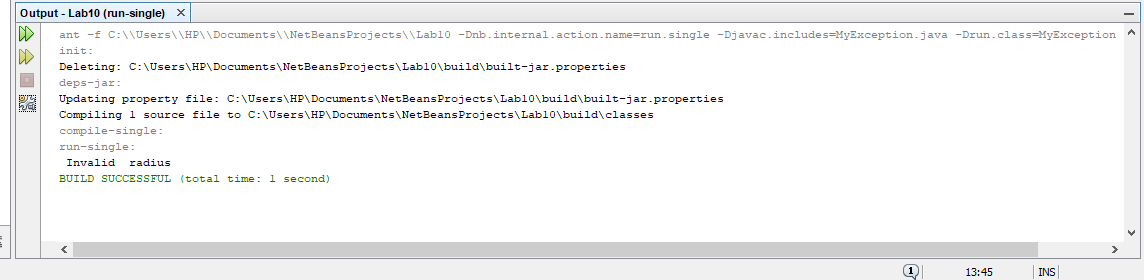 Output - Lab10 (run-single) ×
ant -f C:\\Users\\HP\\Documents\\NetBeansProjects\\Lab10 -Dnb.internal.action.name=run.single -Djavac.includes=MyException.java -Drun.class=MyException
init:
Deleting: C:\Users\HP\Documents\NetBeansProjects\Lab10\build\built-jar.properties
deps-jar:
Updating property file: C:\Users\HP\Documents\NetBeansProjects\Lab10\build\built-jar.properties
Compiling 1 source file to C:\Users\HP\Documents\NetBeansProjects\Lab10\build\classes
compile-single:
run-single:
 Invalid  radius
BUILD SUCCESSFUL (total time: 1 second)
1 13:45 INS